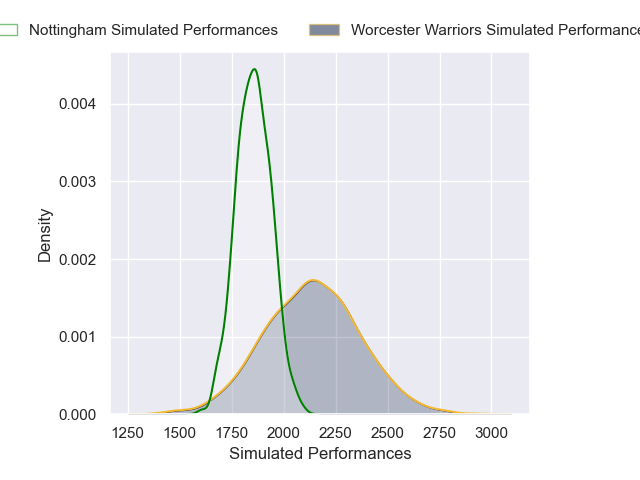 Nottingham Simulated Performances Worcester Warriors Simulated Performance
0.004
0.003
0.002
0.001
0.000
Density
1250 1500 1750 2000 2250 2500 2750 3000
Simulated Performances